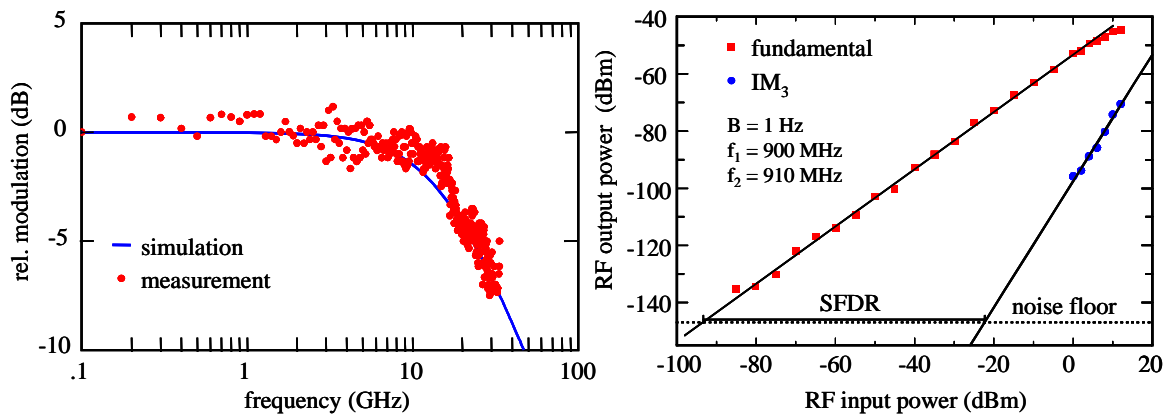 5
0
-5
-10
rel. modulation (dB)
simulation
measurement
.1
1
10
100
frequency (GHz)
-40
-60
-80
-100
-120
-140
RF output power (dBm)
fundamental
IM3
B = 1 Hz
f1 = 900 MHz
f2 = 910 MHz
SFDR
noise floor
-100
-80
-60
-40
-20
0
20
RF input power (dBm)